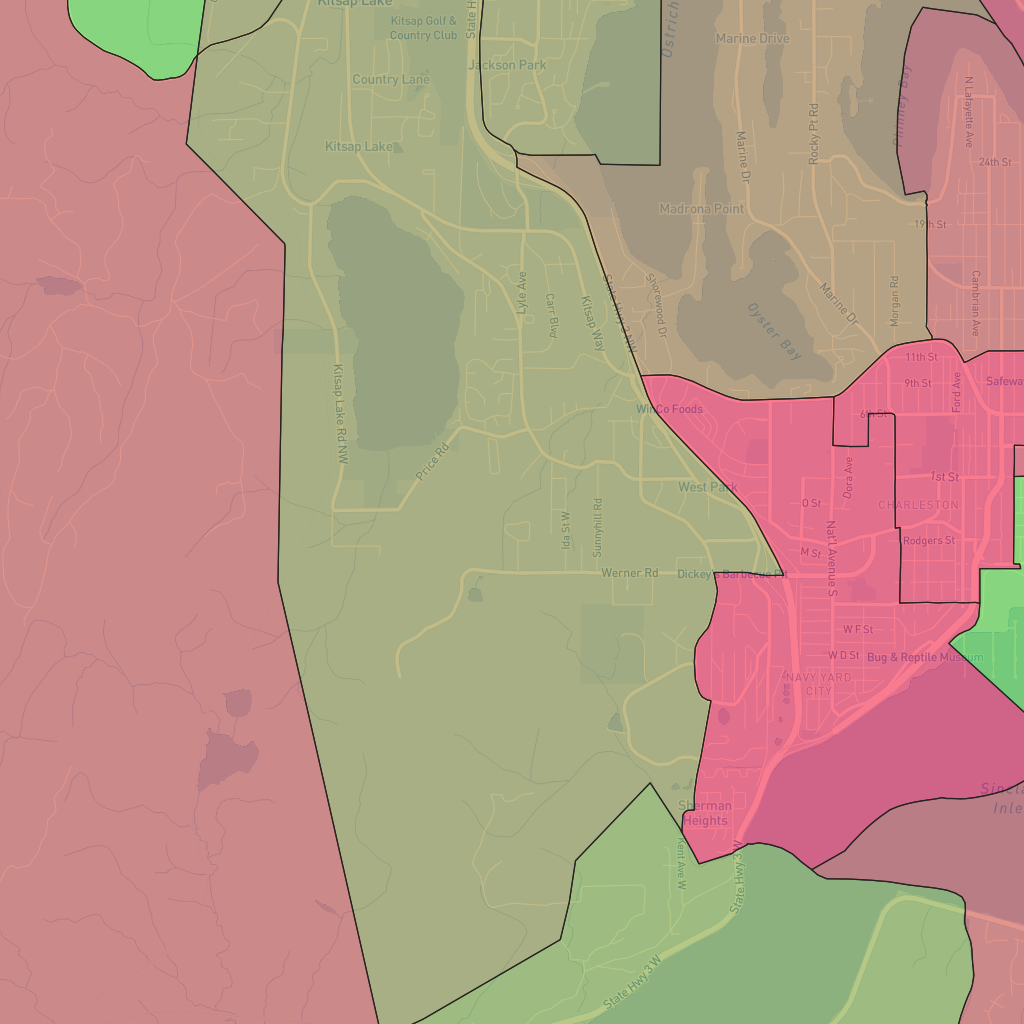 Kitsap Lake
State H
Kitsap Golf &
Country Club
Ostrich
Marine Drive
Jackson Park
Country Lane
Phinney Bay
N Lafayette Ave
Rocky Pt Rd
Kitsap Lake
Marine Dr
24th St
Madrona Point
19th St
Lyle Ave
Carr Blvd
Kitsap Way
State Hwy 3 NW
Shorewood Dr
Oyster Bay
Marine Dr
Morgan Rd
Cambrian Ave
11th St
9th St
Ford Ave
Safeway
Kitsap Lake Rd NW
WinCo Foods
6th St
Price Rd
Dora Ave
1st St
West Park
O St
CHARLESTON
Ida St W
Sunnyhill Rd
Nat'l Avenue S
Rodgers St
M St
Werner Rd
Dickey's Barbecue Pit
W F St
W D St
Bug & Reptile Museum
NAVY YARD
CITY
Sinclair
Inlet
Sherman
Heights
Kent Ave W
State Hwy 3 W
State Hwy 3 W